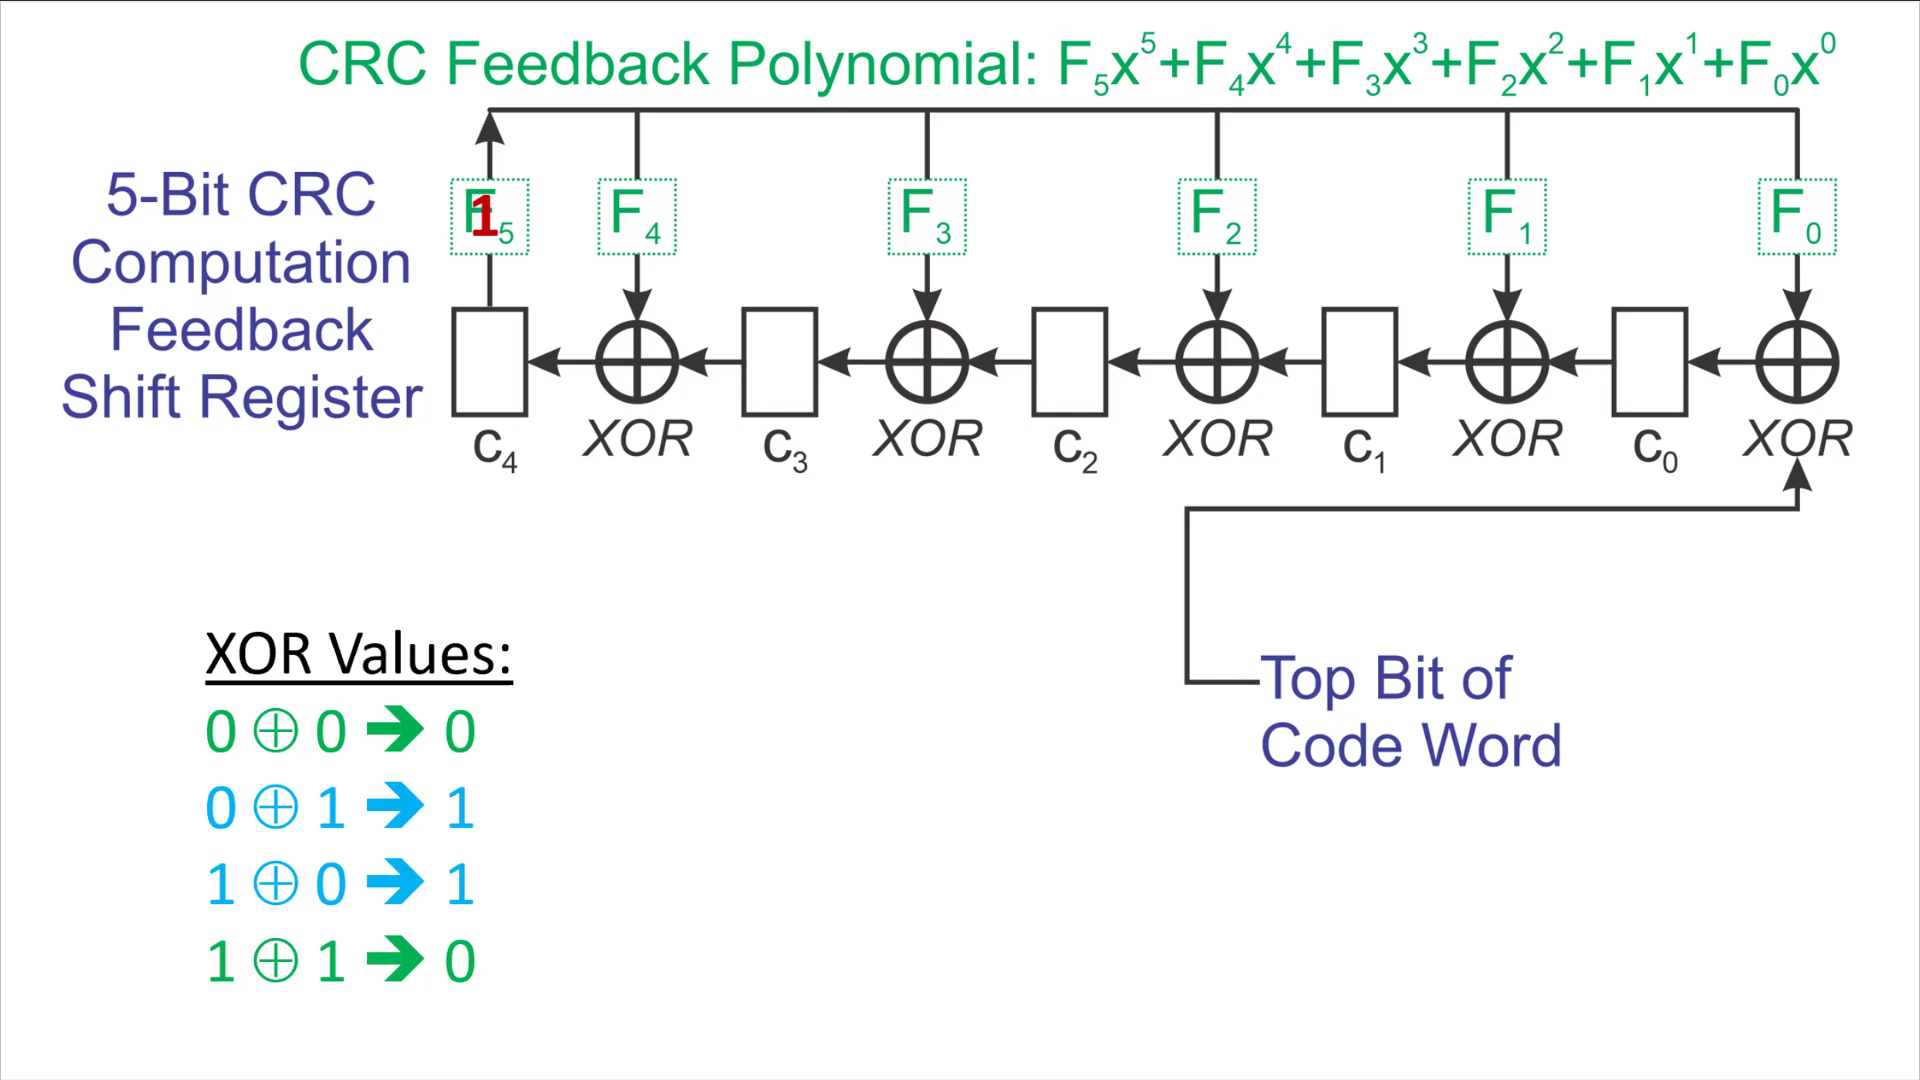 CRC Feedback Polynomial: F₅x⁵+F₄x⁴+F₃x³+F₂x²+F₁x¹+F₀x⁰
5-Bit CRC
Computation
Feedback
Shift Register
F₅ F₄ F₃ F₂ F₁ F₀
1
c₄ XOR c₃ XOR c₂ XOR c₁ XOR c₀ XOR
Top Bit of
Code Word
XOR Values:
0 ⊕ 0 🡺 0
0 ⊕ 1 🡺 1
1 ⊕ 0 🡺 1
1 ⊕ 1 🡺 0